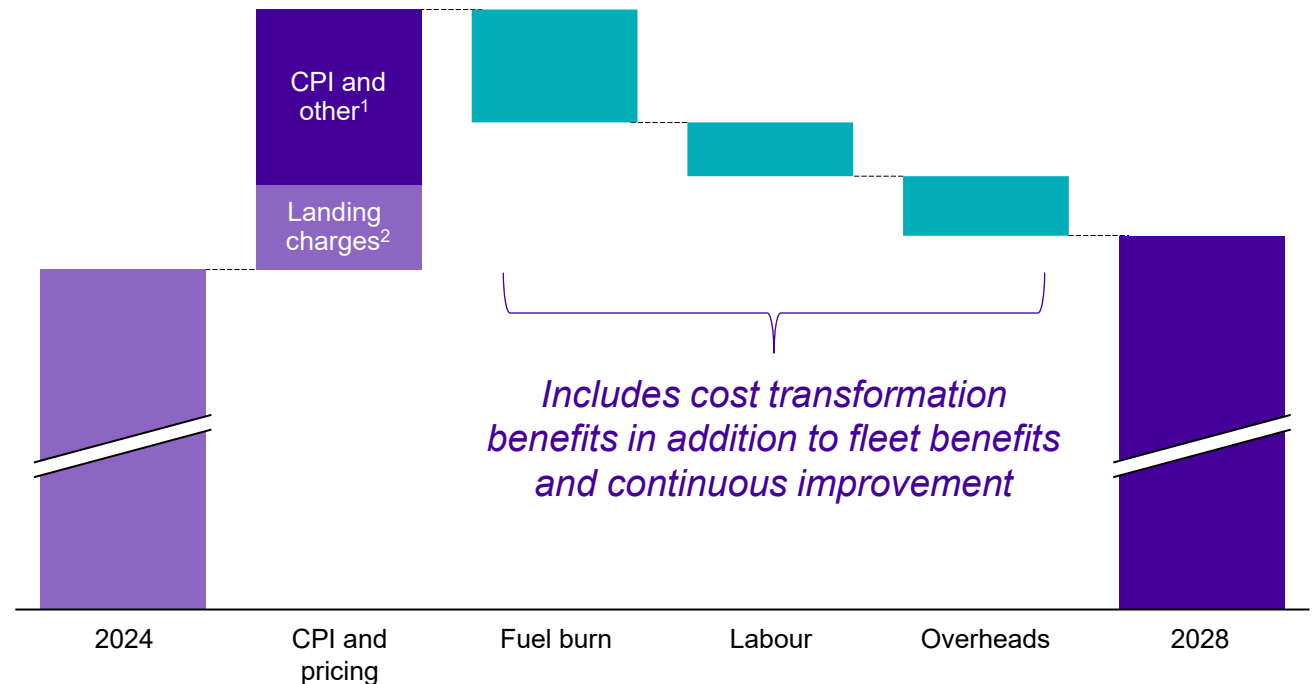 CPI and
other¹
Landing
charges²
Includes cost transformation
benefits in addition to fleet benefits
and continuous improvement
2024
CPI and
pricing
Fuel burn
Labour
Overheads
2028